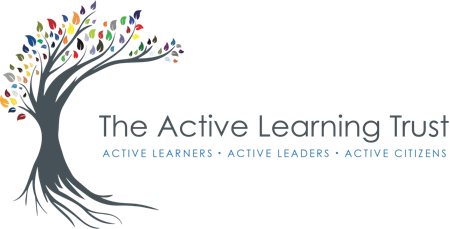 The Active Learning Trust
ACTIVE LEARNERS • ACTIVE LEADERS • ACTIVE CITIZENS